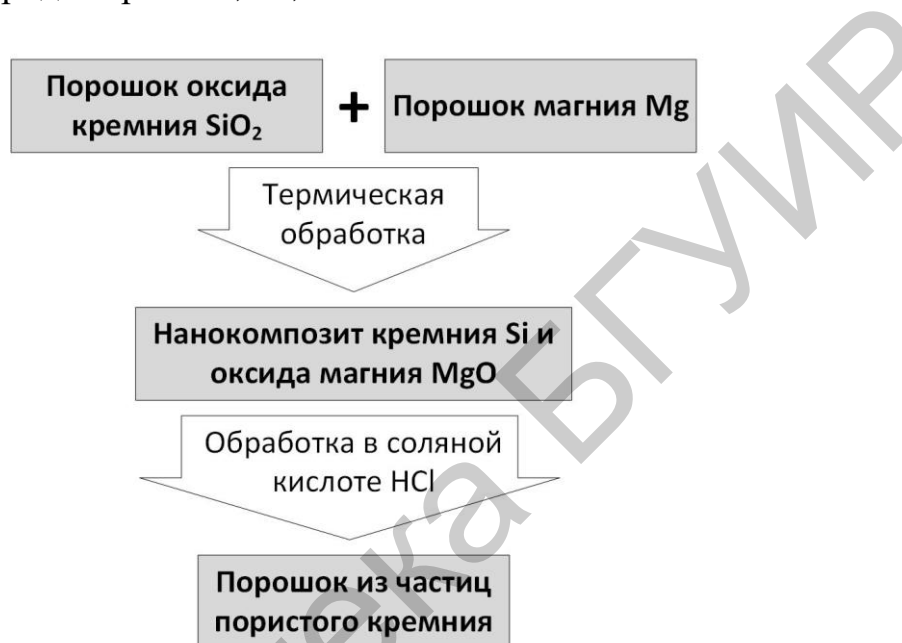 Порошок оксида
кремния SiO₂
+
Порошок магния Mg
Термическая
обработка
Нанокомпозит кремния Si и
оксида магния MgO
Обработка в соляной
кислоте HCl
Порошок из частиц
пористого кремния
БГУИР